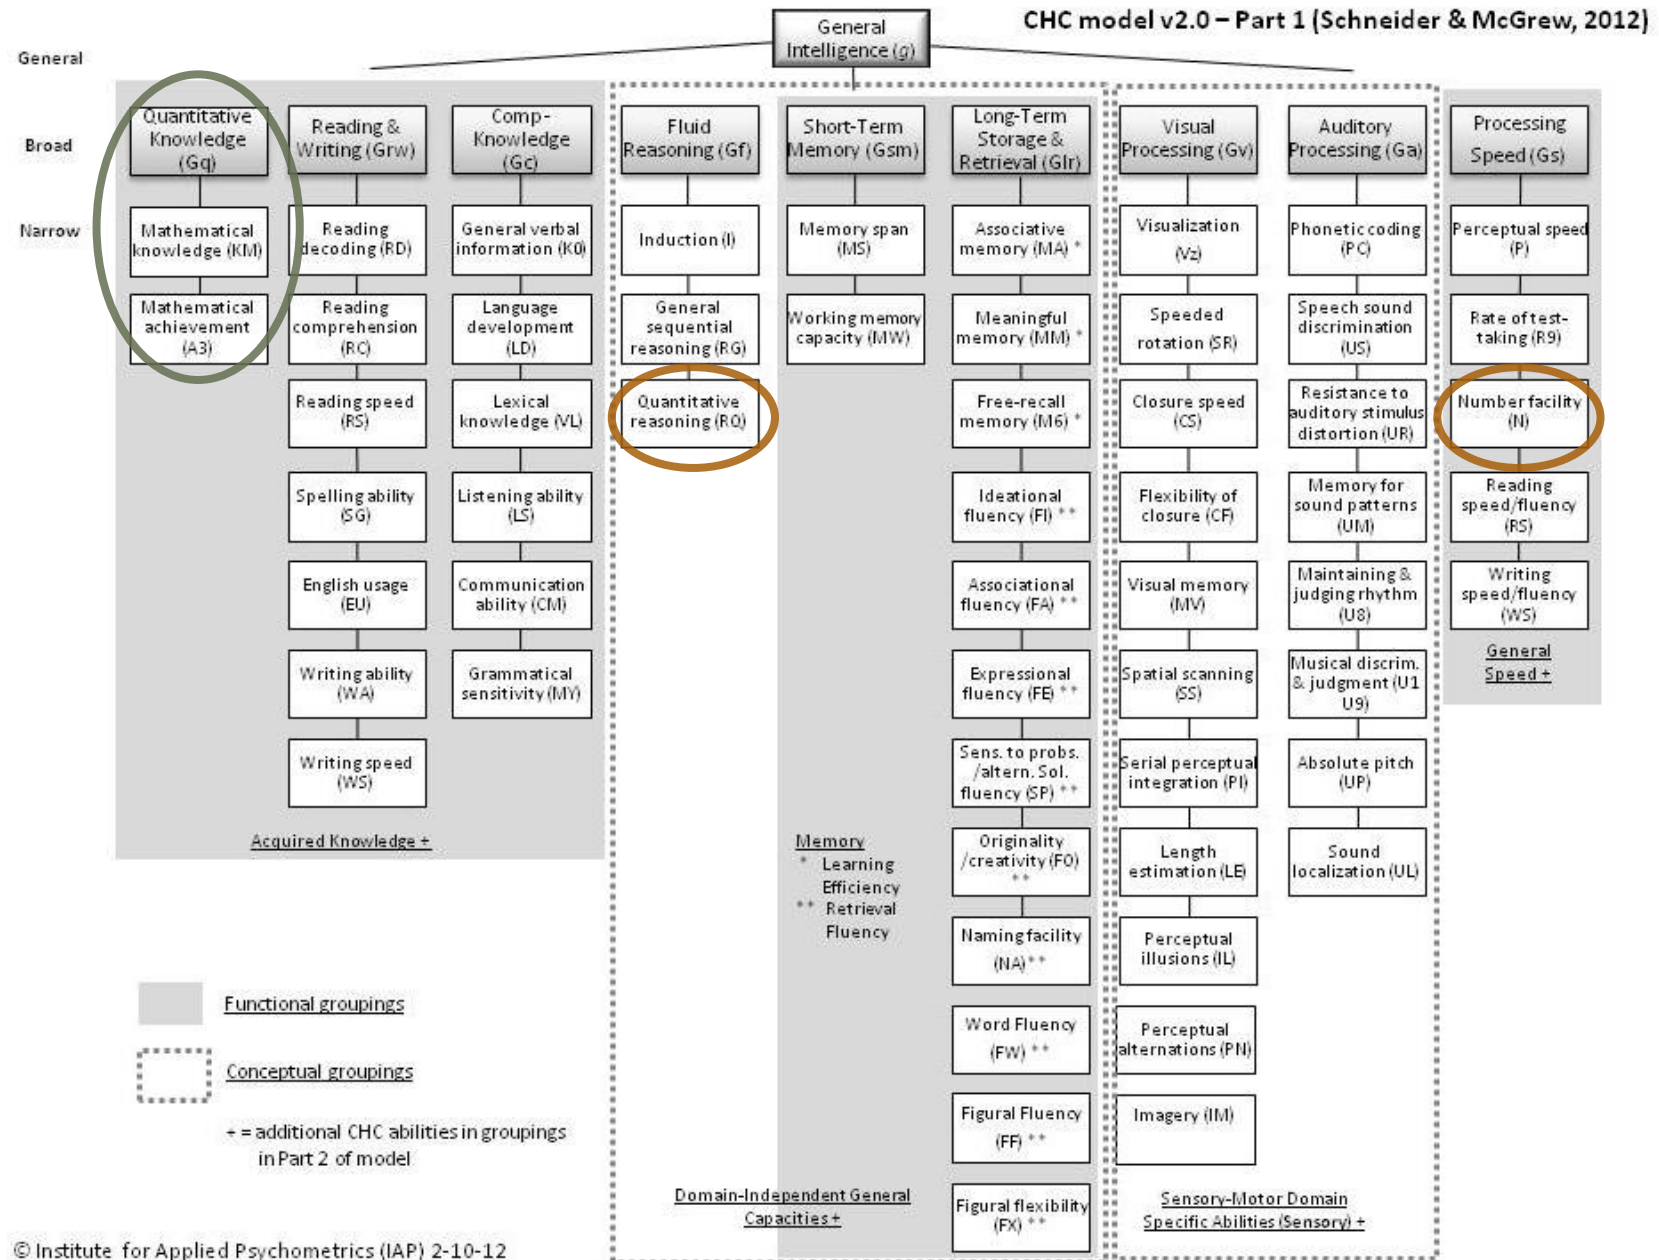 CHC model v2.0 – Part 1 (Schneider & McGrew, 2012)
General
Intelligence (g)
General
Broad
Narrow
Quantitative
Knowledge
(Gq)
Mathematical
knowledge (KM)
Mathematical
achievement
(A3)
Reading &
Writing (Grw)
Reading
decoding (RD)
Reading
comprehension
(RC)
Reading speed
(RS)
Spelling ability
(SG)
English usage
(EU)
Writing ability
(WA)
Writing speed
(WS)
Comp-
Knowledge
(Gc)
General verbal
information (K0)
Language
development
(LD)
Lexical
knowledge (VL)
Listening ability
(LS)
Communication
ability (CM)
Grammatical
sensitivity (MY)
Acquired Knowledge +
Fluid
Reasoning (Gf)
Induction (I)
General
sequential
reasoning (RG)
Quantitative
reasoning (RQ)
Short-Term
Memory (Gsm)
Memory span
(MS)
Working memory
capacity (MW)
Memory
* Learning
Efficiency
** Retrieval
Fluency
Long-Term
Storage &
Retrieval (Glr)
Associative
memory (MA) *
Meaningful
memory (MM) *
Free-recall
memory (M6) *
Ideational
fluency (FI) **
Associational
fluency (FA) **
Expressional
fluency (FE) **
Sens. to probs.
/altern. Sol.
fluency (SP) **
Originality
/creativity (FO)
**
Naming facility
(NA) **
Word Fluency
(FW) **
Figural Fluency
(FF) **
Figural flexibility
(FX) **
Domain-Independent General
Capacities +
Visual
Processing (Gv)
Visualization
(Vz)
Speeded
rotation (SR)
Closure speed
(CS)
Flexibility of
closure (CF)
Visual memory
(MV)
Spatial scanning
(SS)
Serial perceptual
integration (PI)
Length
estimation (LE)
Perceptual
illusions (IL)
Perceptual
alternations (PN)
Imagery (IM)
Auditory
Processing (Ga)
Phonetic coding
(PC)
Speech sound
discrimination
(US)
Resistance to
auditory stimulus
distortion (UR)
Memory for
sound patterns
(UM)
Maintaining &
judging rhythm
(U8)
Musical discrim.
& judgment (U1
U9)
Absolute pitch
(UP)
Sound
localization (UL)
Sensory-Motor Domain
Specific Abilities (Sensory) +
Processing
Speed (Gs)
Perceptual speed
(P)
Rate of test-
taking (R9)
Number facility
(N)
Reading
speed/fluency
(RS)
Writing
speed/fluency
(WS)
General
Speed +
Functional groupings
Conceptual groupings
+ = additional CHC abilities in groupings
in Part 2 of model
© Institute for Applied Psychometrics (IAP) 2-10-12